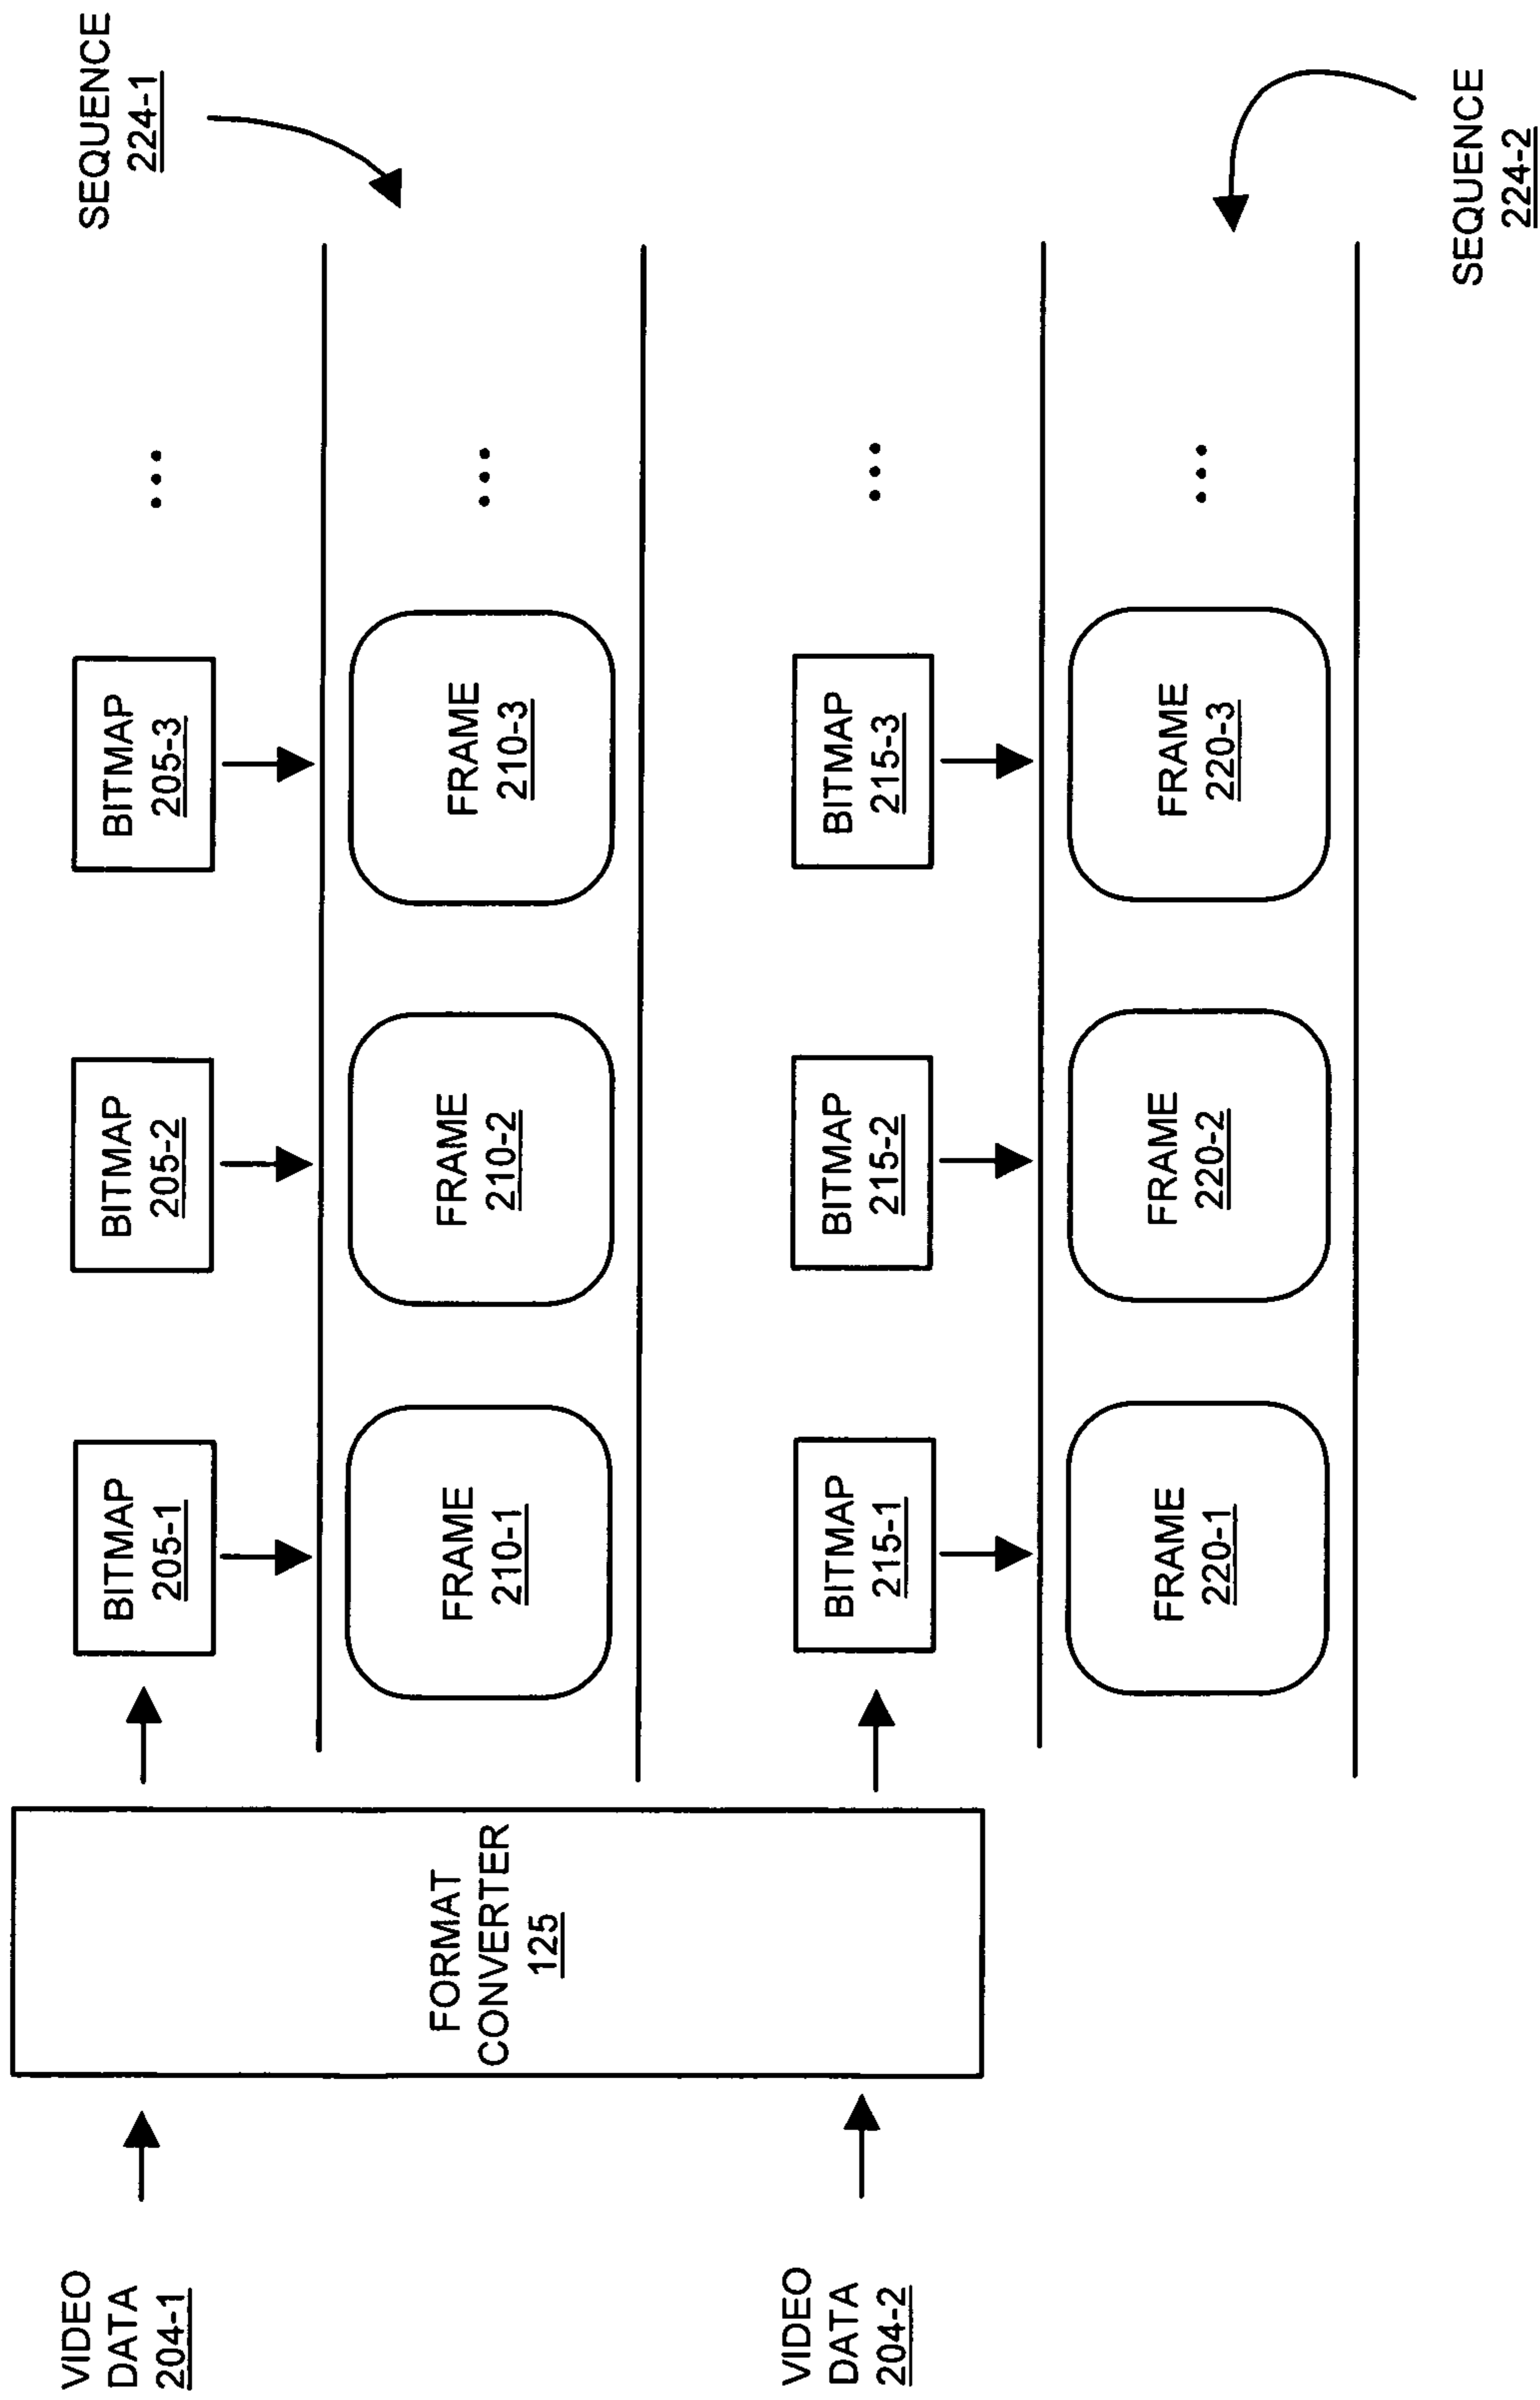 SEQUENCE
224-1
BITMAP
205-1
BITMAP
205-2
BITMAP
205-3
...
VIDEO
DATA
204-1
FRAME
210-1
FRAME
210-2
FRAME
210-3
...
FORMAT
CONVERTER
125
BITMAP
215-1
BITMAP
215-2
BITMAP
215-3
...
VIDEO
DATA
204-2
FRAME
220-1
FRAME
220-2
FRAME
220-3
...
SEQUENCE
224-2